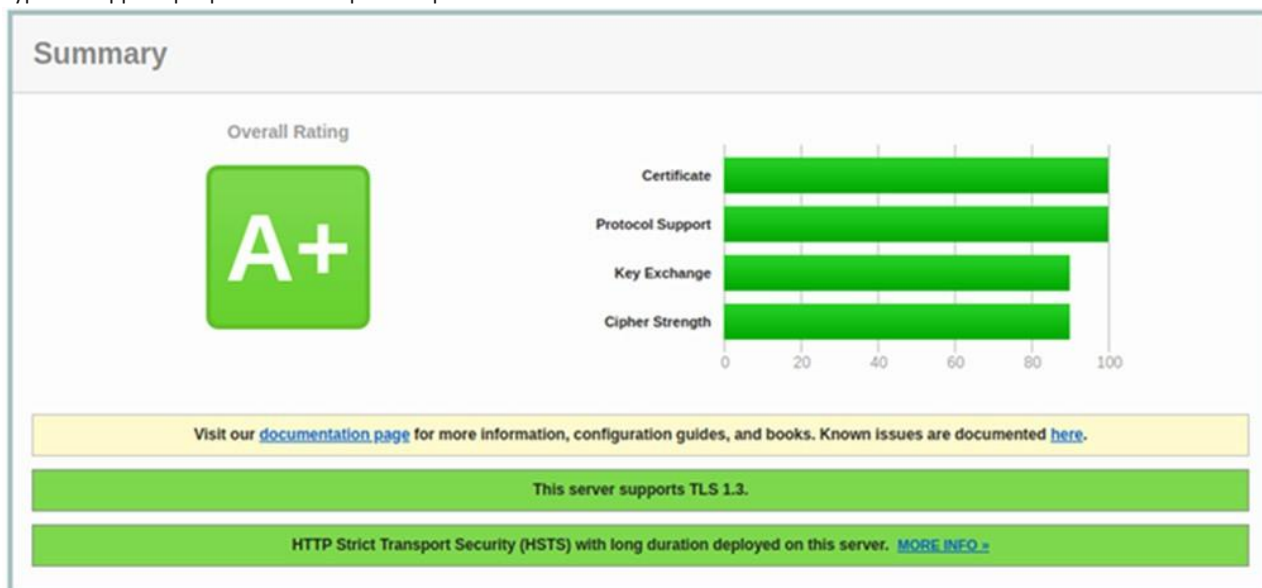 Summary
Overall Rating
A+
Certificate
Protocol Support
Key Exchange
Cipher Strength
0 20 40 60 80 100
Visit our documentation page for more information, configuration guides, and books. Known issues are documented here.
This server supports TLS 1.3.
HTTP Strict Transport Security (HSTS) with long duration deployed on this server. MORE INFO »